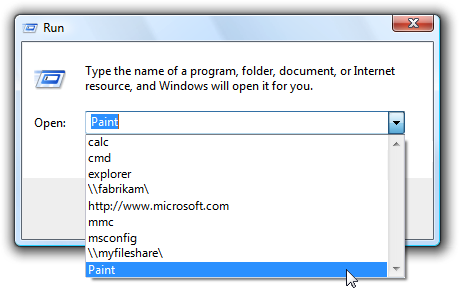 Run
Type the name of a program, folder, document, or Internet
resource, and Windows will open it for you.
Open:
Paint
calc
cmd
explorer
\\fabrikam\
http://www.microsoft.com
mmc
msconfig
\\myfileshare\
Paint